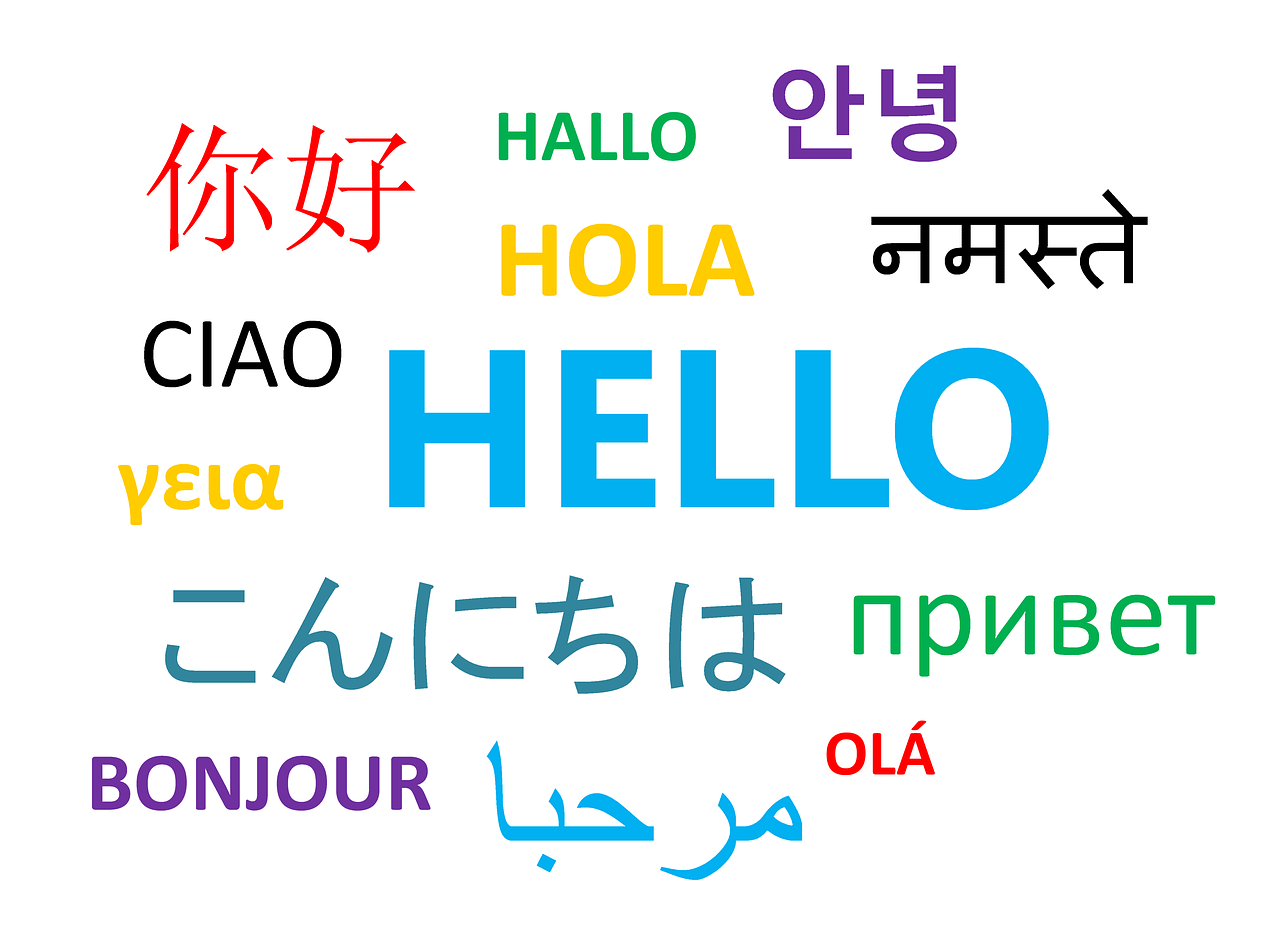 안녕
HALLO
你好
HOLA
नमस्ते
CIAO
HELLO
γεια
こんにちは
привет
OLÁ
BONJOUR
مرحبا